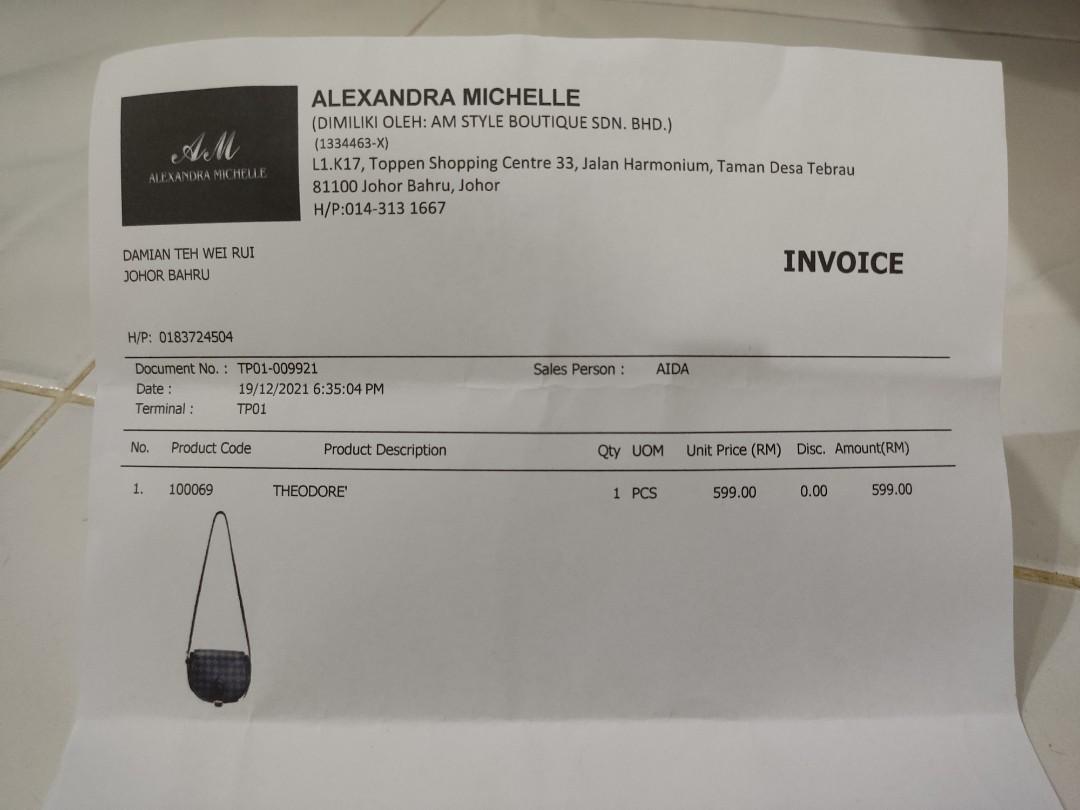 AM
ALEXANDRA MICHELLE
ALEXANDRA MICHELLE
(DIMILIKI OLEH: AM STYLE BOUTIQUE SDN. BHD.)
(1334463-X)
L1.K17, Toppen Shopping Centre 33, Jalan Harmonium, Taman Desa Tebrau
81100 Johor Bahru, Johor
H/P:014-313 1667
DAMIAN TEH WEI RUI
JOHOR BAHRU
INVOICE
H/P: 0183724504
Document No. : TP01-009921 Sales Person : AIDA
Date : 19/12/2021 6:35:04 PM
Terminal : TP01
No. Product Code Product Description Qty UOM Unit Price (RM) Disc. Amount(RM)
1. 100069 THEODORE' 1 PCS 599.00 0.00 599.00